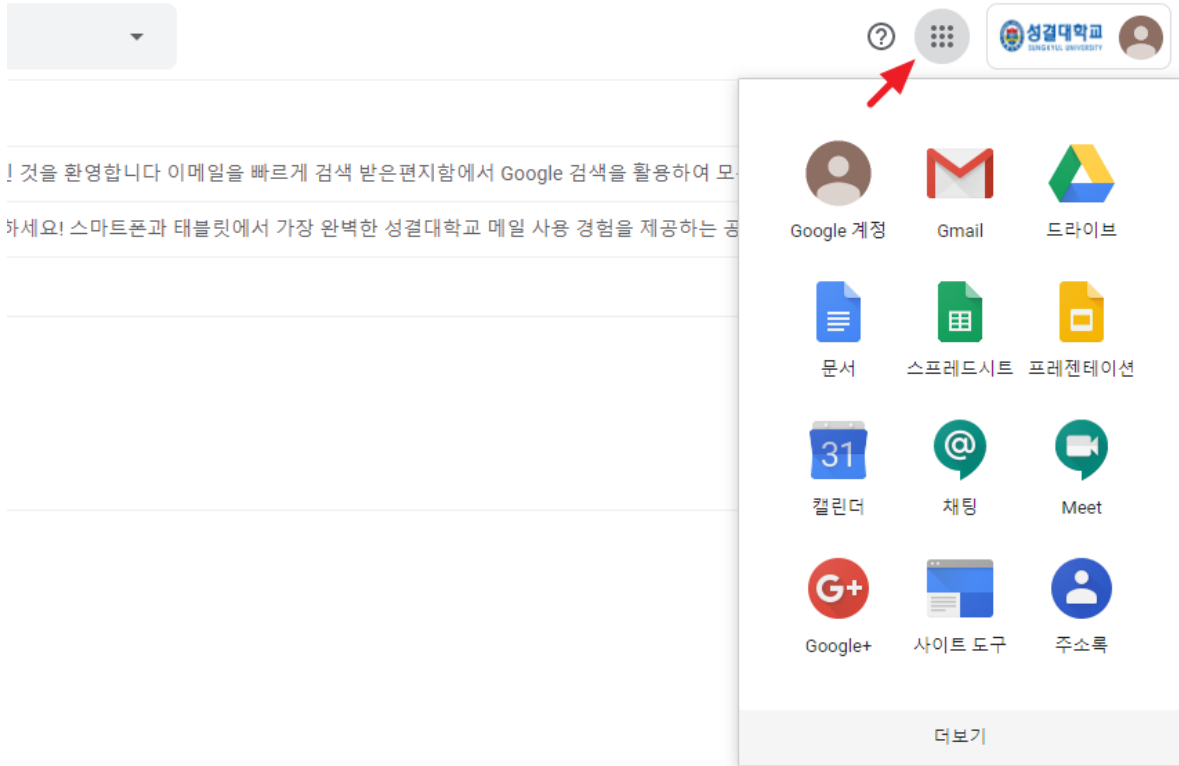 성결대학교
SUNGKYUL UNIVERSITY
것을 환영합니다 이메일을 빠르게 검색 받은편지함에서 Google 검색을 활용하여 모
하세요! 스마트폰과 태블릿에서 가장 완벽한 성결대학교 메일 사용 경험을 제공하는 공
Google 계정
Gmail
드라이브
문서
스프레드시트
프레젠테이션
31
캘린더
@
채팅
Meet
G+
Google+
사이트 도구
주소록
더보기